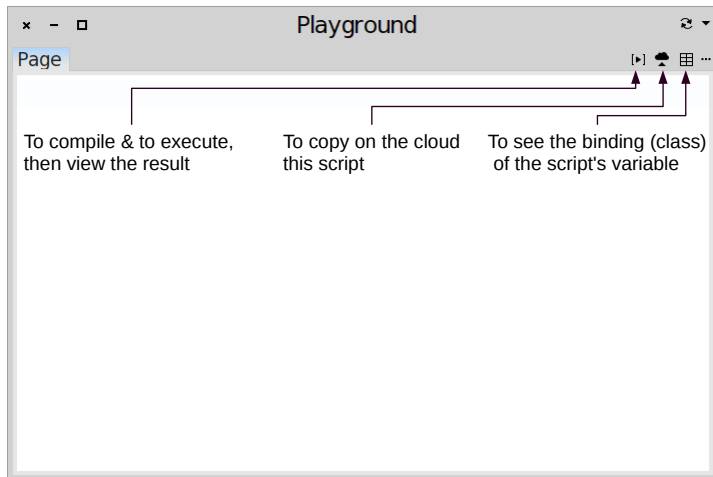 Playground
Page
To compile & to execute,
then view the result
To copy on the cloud
this script
To see the binding (class)
of the script's variable